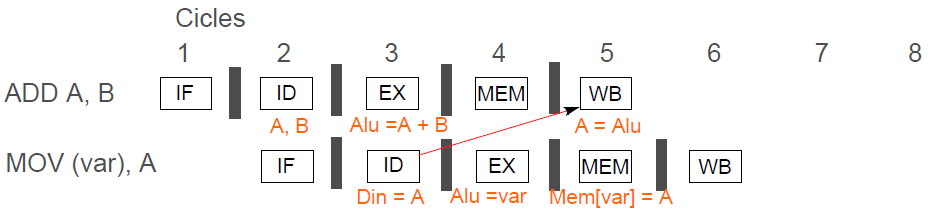 Cicles
1 2 3 4 5 6 7 8
ADD A, B IF ID EX MEM WB
A, B Alu =A + B A = Alu
MOV (var), A IF ID EX MEM WB
Din = A Alu =var Mem[var] = A